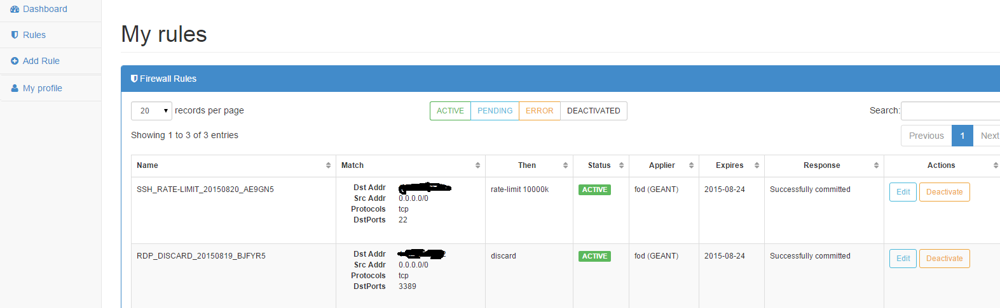 Dashboard
Rules
Add Rule
My profile
My rules
Firewall Rules
20 records per page
ACTIVE PENDING ERROR DEACTIVATED
Search:
Showing 1 to 3 of 3 entries
Previous 1 Next
Name Match Then Status Applier Expires Response Actions
SSH_RATE-LIMIT_20150820_AE9GN5 Dst Addr rate-limit 10000k ACTIVE fod (GEANT) 2015-08-24 Successfully committed Edit Deactivate
Src Addr 0.0.0.0/0
Protocols tcp
DstPorts 22
RDP_DISCARD_20150819_BJFYR5 Dst Addr discard ACTIVE fod (GEANT) 2015-08-24 Successfully committed Edit Deactivate
Src Addr 0.0.0.0/0
Protocols tcp
DstPorts 3389